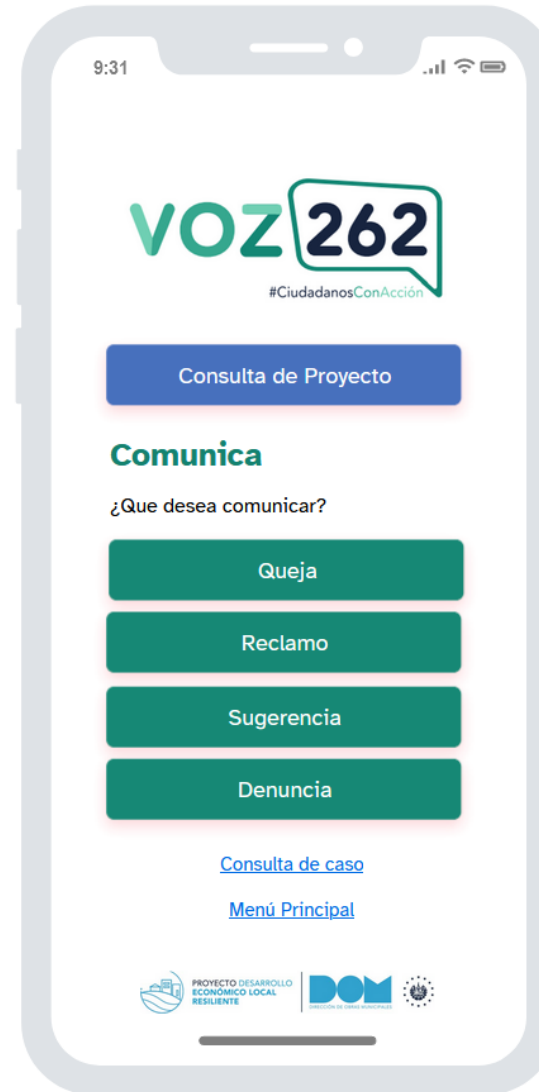 9:31
VOZ 262
#CiudadanosConAcción
Consulta de Proyecto
Comunica
¿Que desea comunicar?
Queja
Reclamo
Sugerencia
Denuncia
Consulta de caso
Menú Principal
PROYECTO DESARROLLO
ECONÓMICO LOCAL
RESILIENTE
DOM
DIRECCIÓN DE OBRAS MUNICIPALES